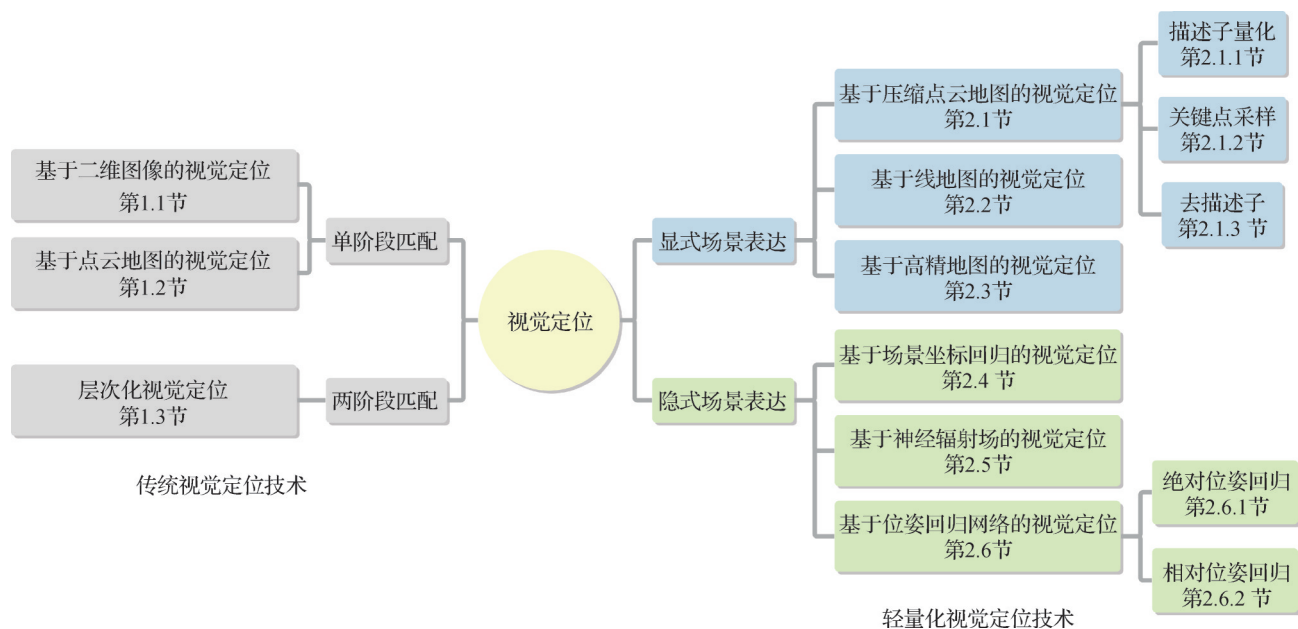 基于二维图像的视觉定位
第1.1节
基于点云地图的视觉定位
第1.2节
单阶段匹配
层次化视觉定位
第1.3节
两阶段匹配
传统视觉定位技术
视觉定位
显式场景表达
基于压缩点云地图的视觉定位
第2.1节
描述子量化
第2.1.1节
关键点采样
第2.1.2节
去描述子
第2.1.3 节
基于线地图的视觉定位
第2.2节
基于高精地图的视觉定位
第2.3节
隐式场景表达
基于场景坐标回归的视觉定位
第2.4 节
基于神经辐射场的视觉定位
第2.5节
基于位姿回归网络的视觉定位
第2.6节
绝对位姿回归
第2.6.1节
相对位姿回归
第2.6.2 节
轻量化视觉定位技术